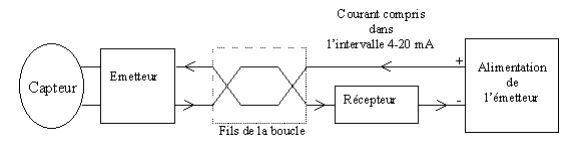 Courant compris
dans
l'intervalle 4-20 mA
Capteur
Emetteur
Fils de la boucle
Récepteur
+
-
Alimentation
de
l'émetteur